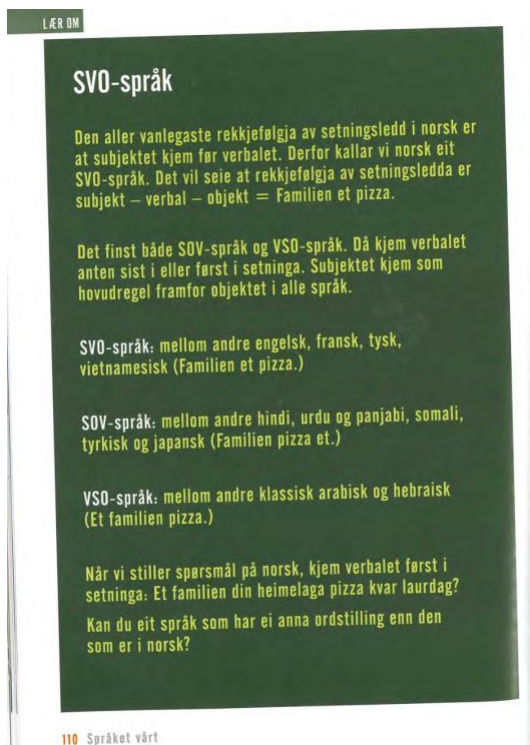 LÆR OM
SVO-språk
Den aller vanlegaste rekkjefølgja av setningsledd i norsk er
at subjektet kjem før verbalet. Derfor kallar vi norsk eit
SVO-språk. Det vil seie at rekkjefølgja av setningsledda er
subjekt – verbal – objekt = Familien et pizza.
Det finst både SOV-språk og VSO-språk. Då kjem verbalet
anten sist i eller først i setninga. Subjektet kjem som
hovudregel framfor objektet i alle språk.
SVO-språk: mellom andre engelsk, fransk, tysk,
vietnamesisk (Familien et pizza.)
SOV-språk: mellom andre hindi, urdu og panjabi, somali,
tyrkisk og japansk (Familien pizza et.)
VSO-språk: mellom andre klassisk arabisk og hebraisk
(Et familien pizza.)
Når vi stiller spørsmål på norsk, kjem verbalet først i
setninga: Et familien din heimelaga pizza kvar laurdag?
Kan du eit språk som har ei anna ordstilling enn den
som er i norsk?
110 Språket vårt